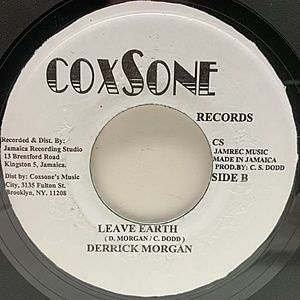 COXSONE
RECORDS
Recorded & Dist. By:
Jamaica Recording Studio
13 Brentford Road
Kingston 5, Jamaica.
Dist by: Coxsone's Music
City, 3135 Fulton St.
Brooklyn, NY. 11208
CS
JAMREC MUSIC
MADE IN JAMAICA
PROD.BY: C. S. DODD
SIDE B
LEAVE EARTH
( D. MORGAN / C. DODD )
DERRICK MORGAN